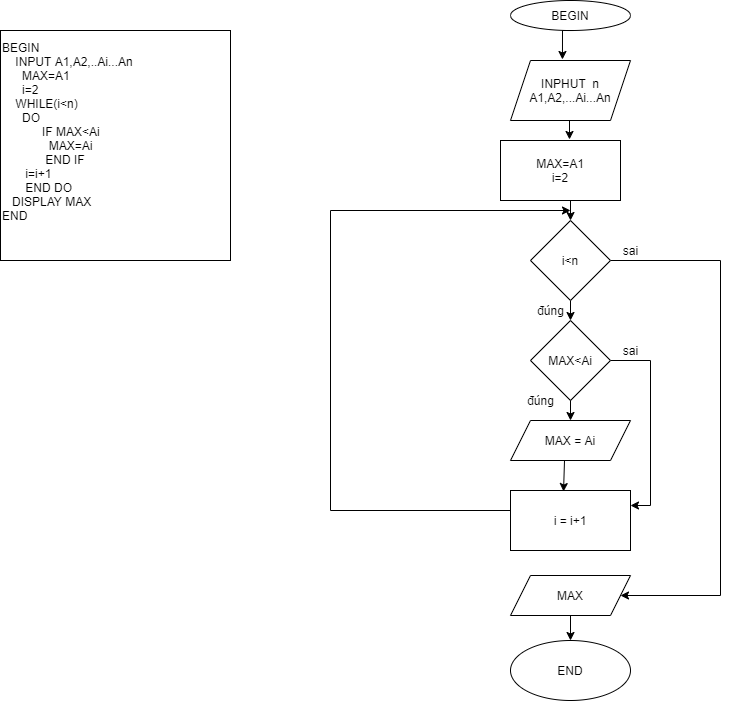 BEGIN
INPUT A1,A2,..Ai...An
MAX=A1
i=2
WHILE(i<n)
DO
IF MAX<Ai
MAX=Ai
END IF
i=i+1
END DO
DISPLAY MAX
END
BEGIN
INPHUT n
A1,A2,...Ai...An
MAX=A1
i=2
i<n
sai
đúng
MAX<Ai
sai
đúng
MAX = Ai
i = i+1
MAX
END